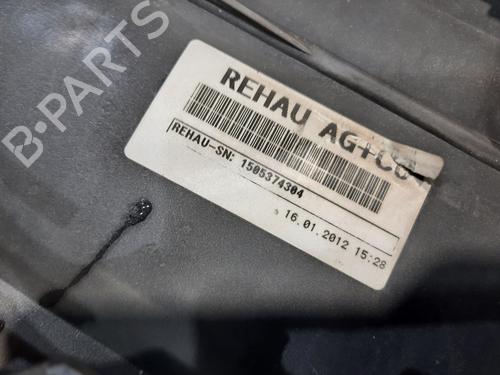 B-PARTS
REHAU AG+CO
REHAU-SN: 1505374304
16.01.2012 15:28